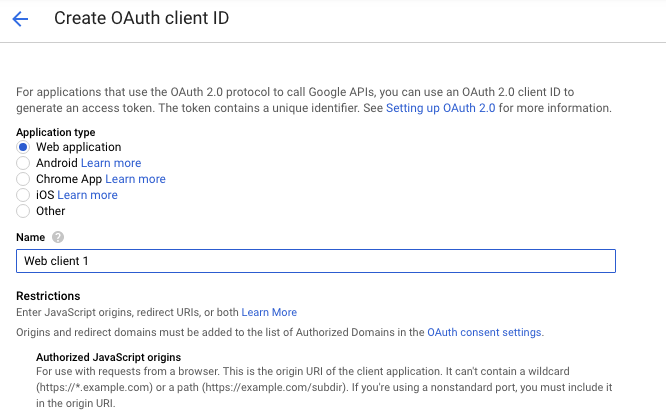 Create OAuth client ID
For applications that use the OAuth 2.0 protocol to call Google APIs, you can use an OAuth 2.0 client ID to
generate an access token. The token contains a unique identifier. See Setting up OAuth 2.0 for more information.
Application type
Web application
Android Learn more
Chrome App Learn more
iOS Learn more
Other
Name ?
Web client 1
Restrictions
Enter JavaScript origins, redirect URIs, or both Learn More
Origins and redirect domains must be added to the list of Authorized Domains in the OAuth consent settings.
Authorized JavaScript origins
For use with requests from a browser. This is the origin URI of the client application. It can't contain a wildcard
(https://*.example.com) or a path (https://example.com/subdir). If you're using a nonstandard port, you must include it
in the origin URI.